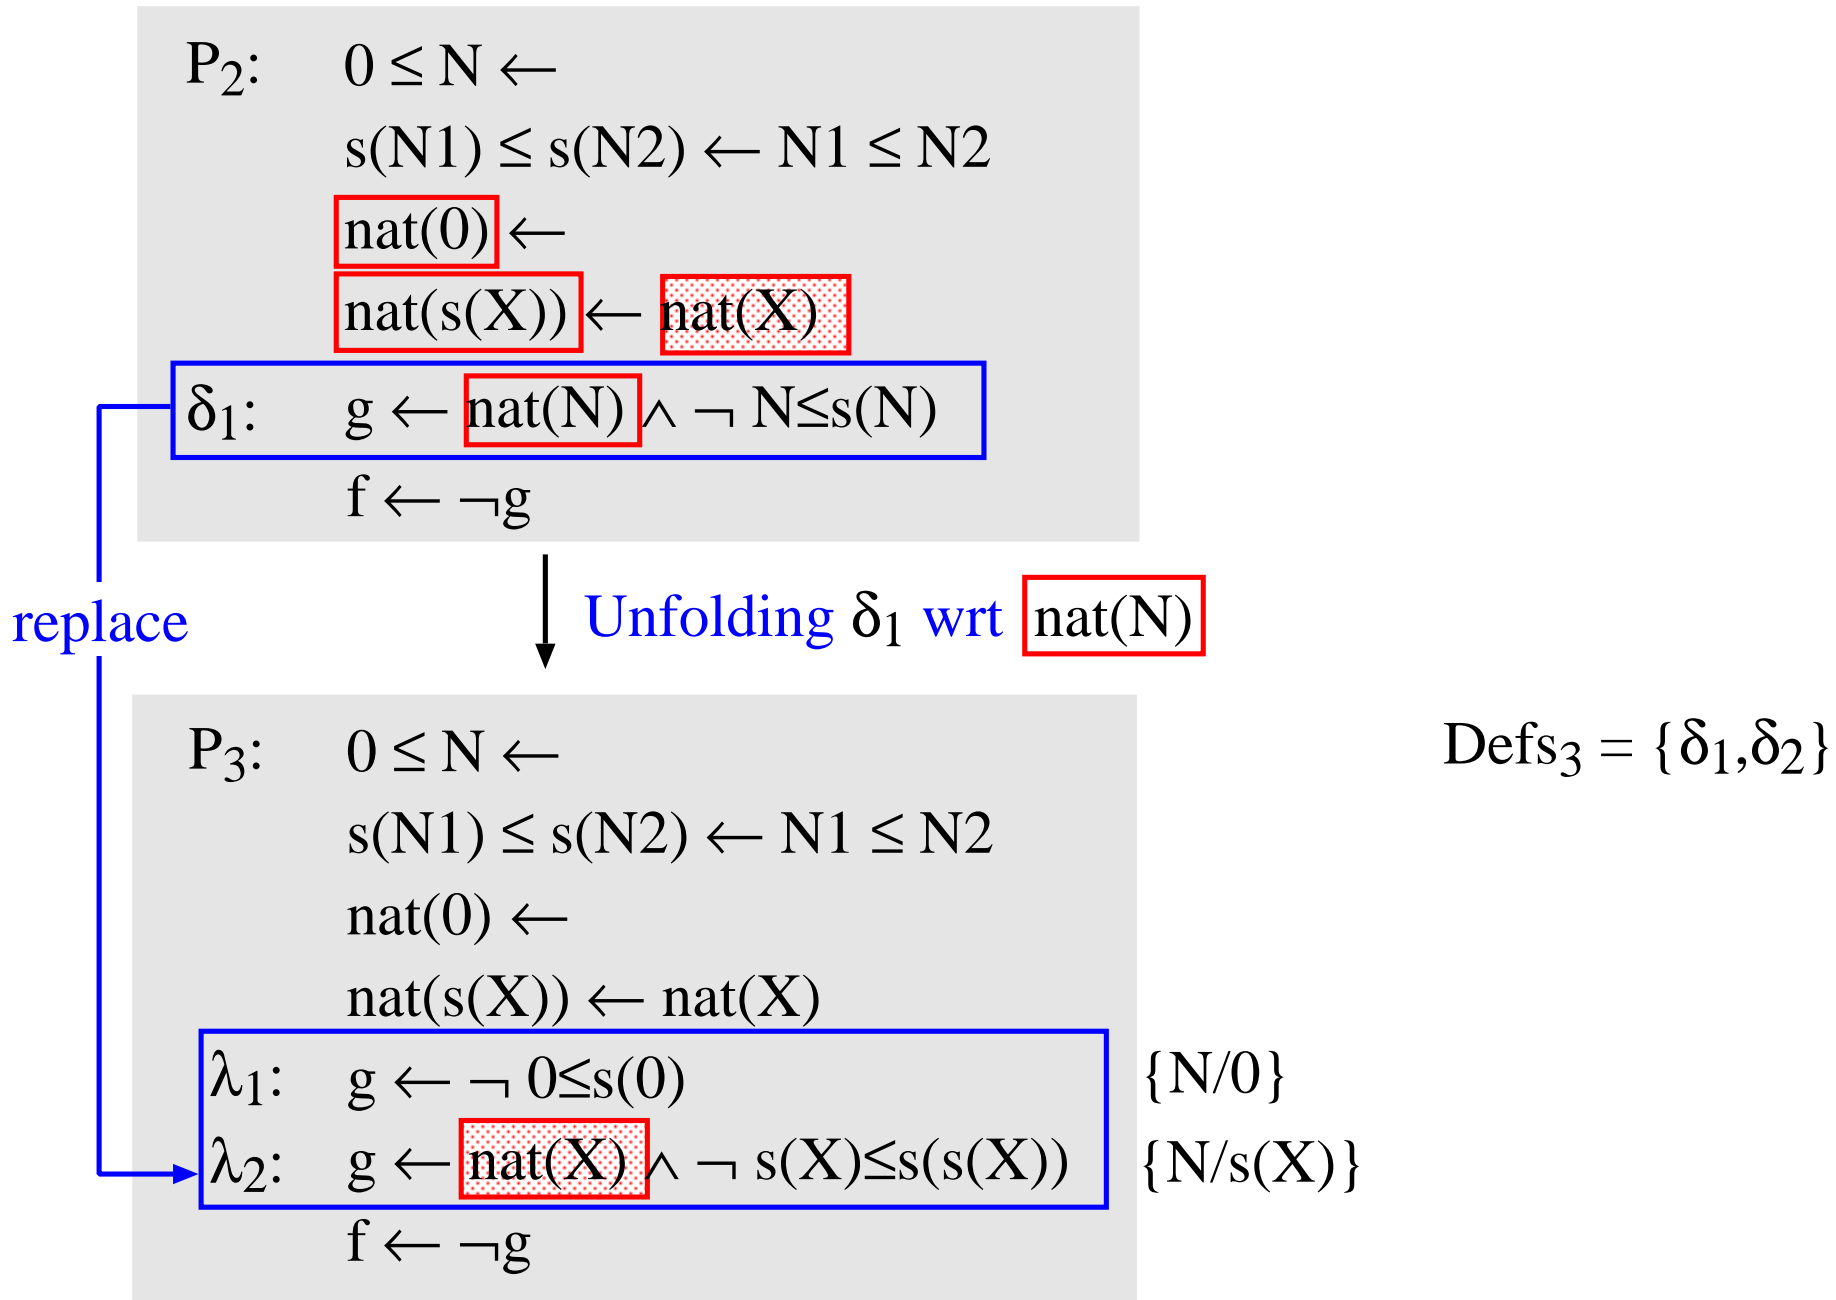 P₂: 0 ≤ N ←
s(N1) ≤ s(N2) ← N1 ≤ N2
nat(0) ←
nat(s(X)) ← nat(X)
δ₁: g ← nat(N) ∧ ¬ N≤s(N)
f ← ¬g
replace
Unfolding δ₁ wrt nat(N)
P₃: 0 ≤ N ←
Defs₃ = {δ₁,δ₂}
s(N1) ≤ s(N2) ← N1 ≤ N2
nat(0) ←
nat(s(X)) ← nat(X)
λ₁: g ← ¬ 0≤s(0) {N/0}
λ₂: g ← nat(X) ∧ ¬ s(X)≤s(s(X)) {N/s(X)}
f ← ¬g